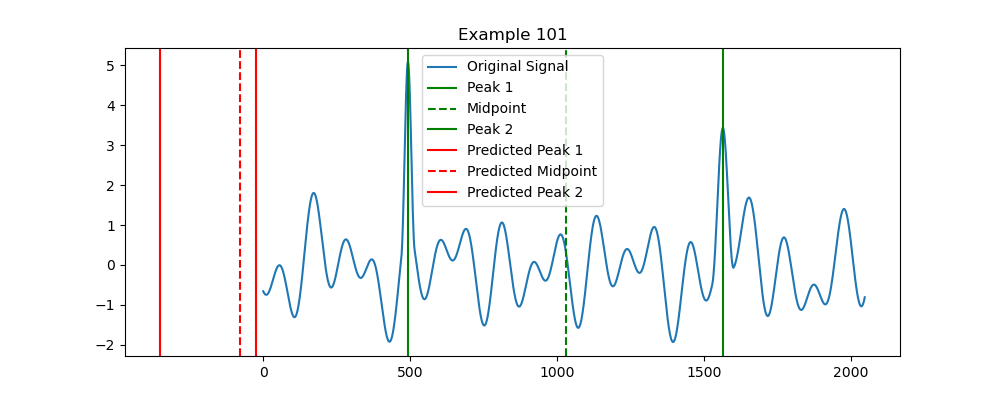 Example 101
5
4
3
2
1
0
−1
−2
Original Signal
Peak 1
Midpoint
Peak 2
Predicted Peak 1
Predicted Midpoint
Predicted Peak 2
0 500 1000 1500 2000